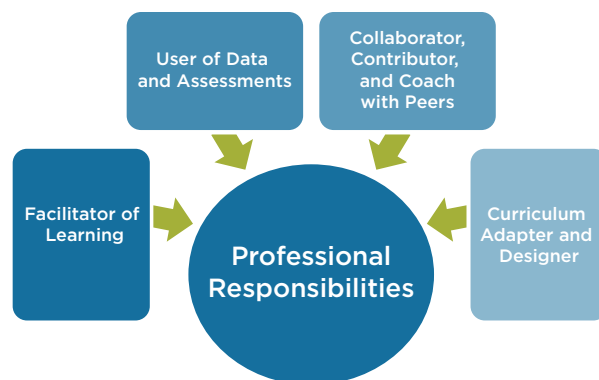 User of Data
and Assessments
Collaborator,
Contributor,
and Coach
with Peers
Facilitator of
Learning
Professional
Responsibilities
Curriculum
Adapter and
Designer